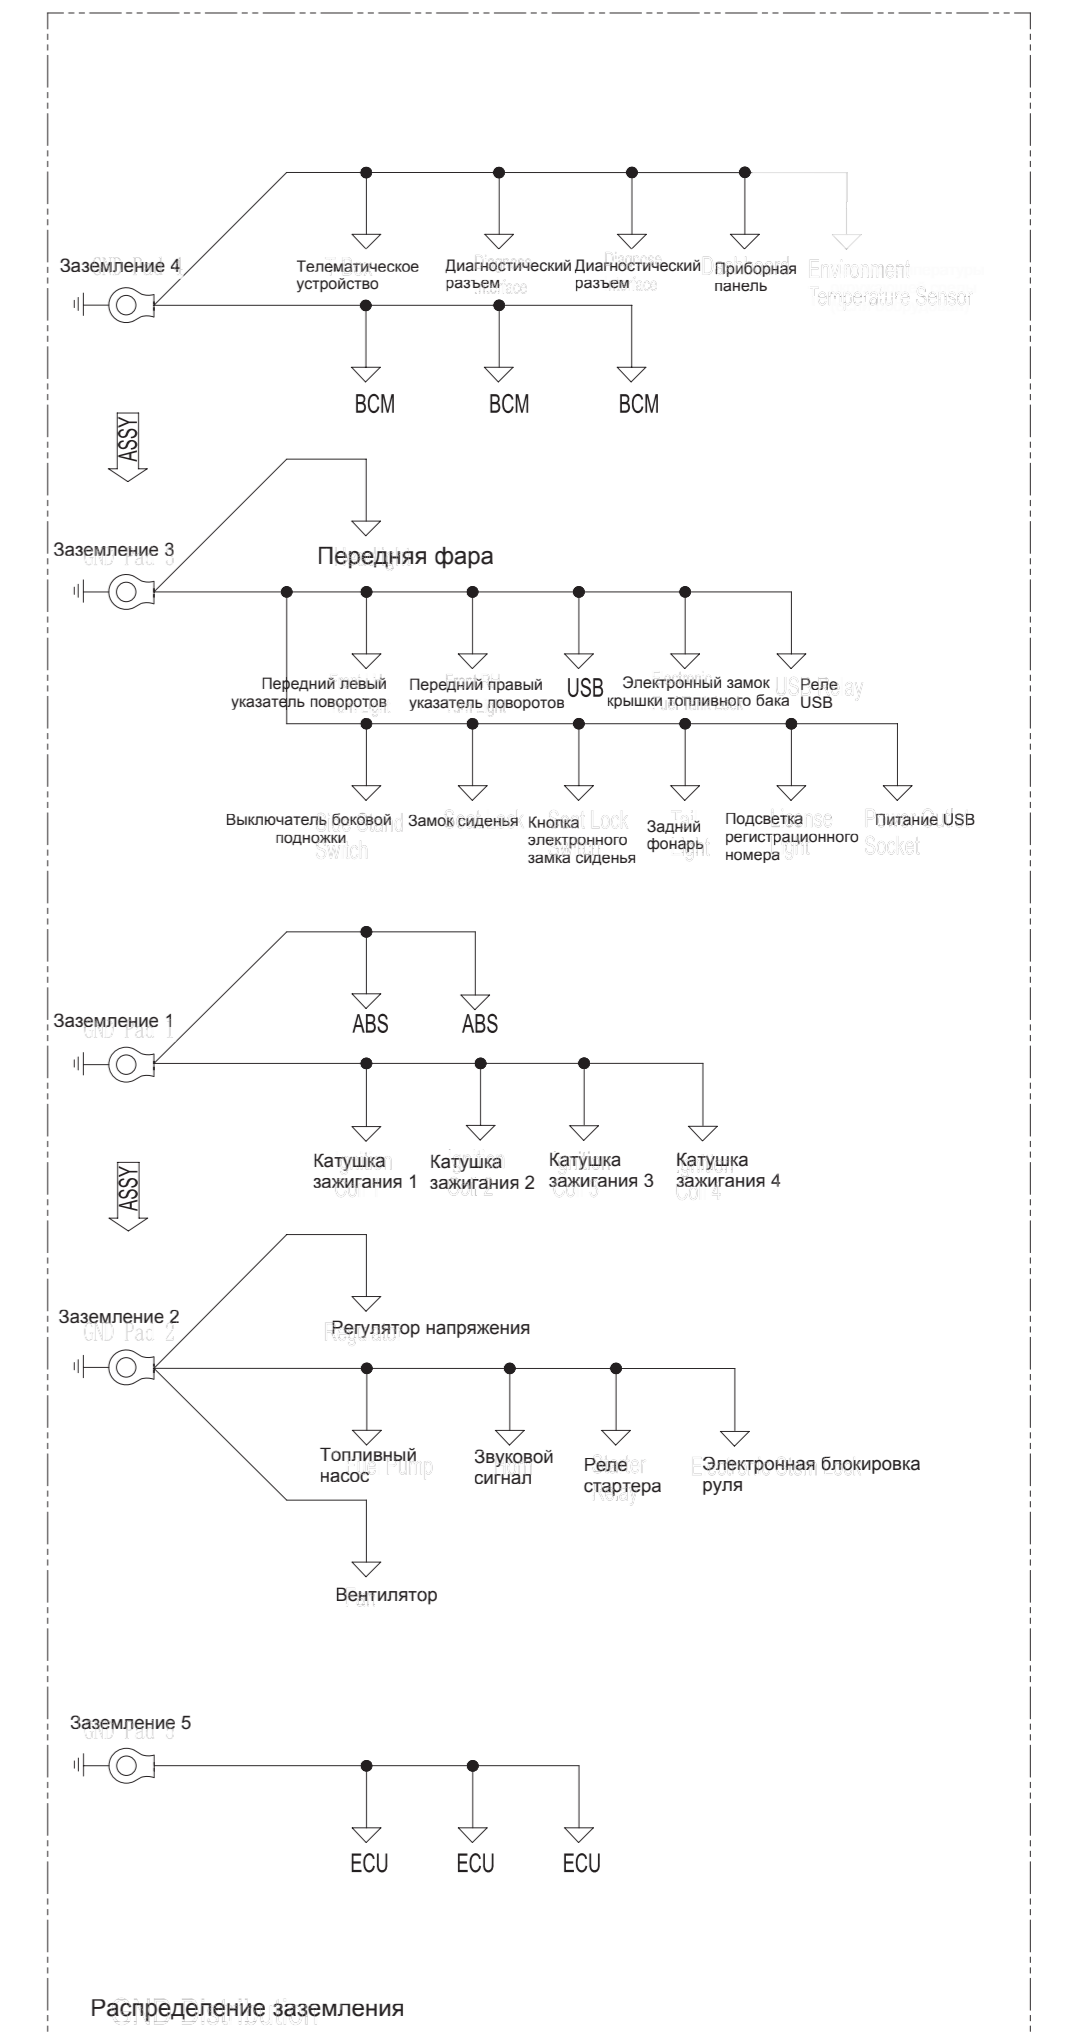 Заземление 4
Телематическое
устройство
Диагностический
разъем
Диагностический
разъем
Приборная
панель
Environment
Temperature Sensor
BCM
BCM
BCM
ASSY
Заземление 3
Передняя фара
Передний левый
указатель поворотов
Передний правый
указатель поворотов
USB
Электронный замок
крышки топливного бака
Реле
USB
Выключатель боковой
подножки
Замок сиденья
Кнопка
электронного
замка сиденья
Задний
фонарь
Подсветка
регистрационного
номера
Питание USB
Socket
Заземление 1
ABS
ABS
Катушка
зажигания 1
Катушка
зажигания 2
Катушка
зажигания 3
Катушка
зажигания 4
ASSY
Заземление 2
GND Pad 2
Регулятор напряжения
Топливный
насос
Звуковой
сигнал
Реле
стартера
Электронная блокировка
руля
Вентилятор
Заземление 5
ECU
ECU
ECU
Распределение заземления